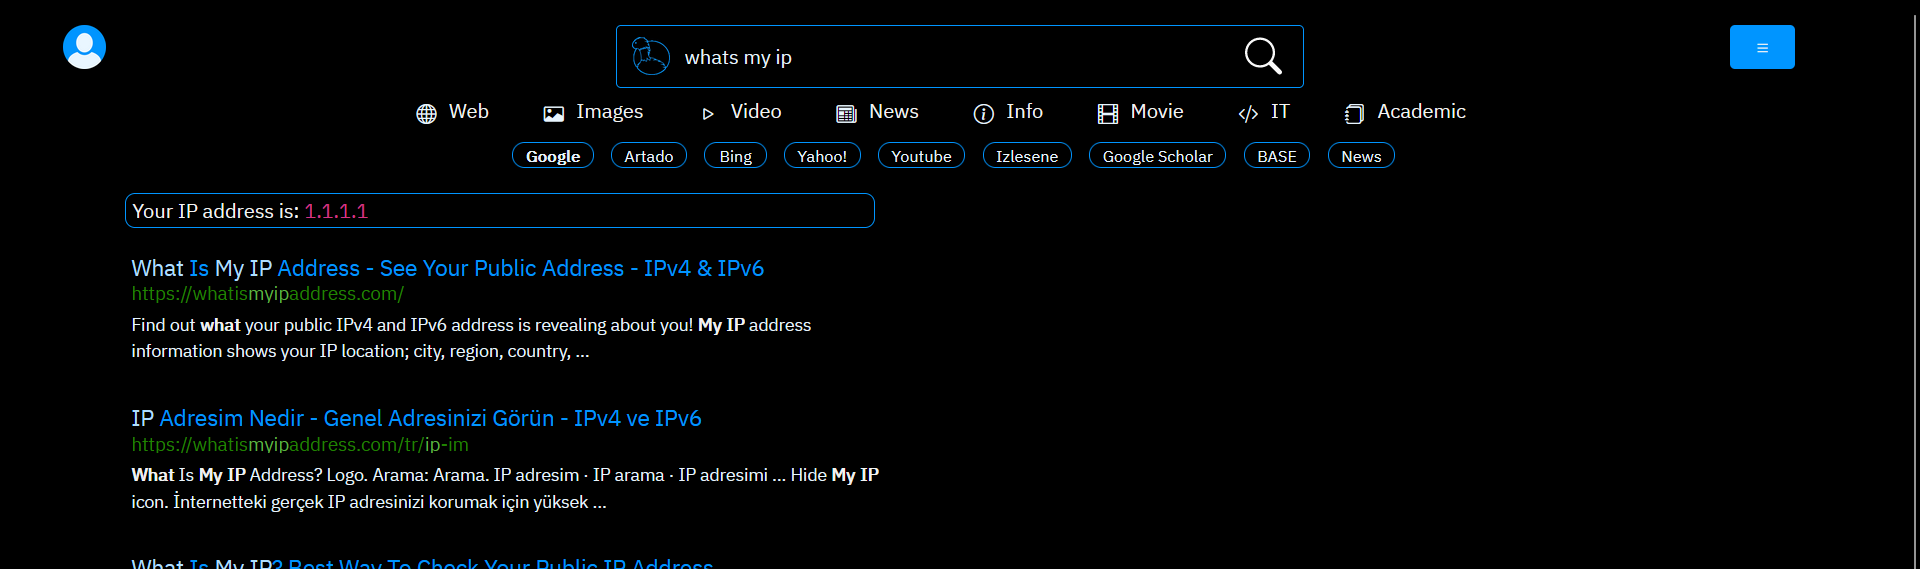 whats my ip
Web Images Video News Info Movie IT Academic
Google Artado Bing Yahoo! Youtube Izlesene Google Scholar BASE News
Your IP address is: 1.1.1.1
What Is My IP Address - See Your Public Address - IPv4 & IPv6
https://whatismyipaddress.com/
Find out what your public IPv4 and IPv6 address is revealing about you! My IP address
information shows your IP location; city, region, country, ...
IP Adresim Nedir - Genel Adresinizi Görün - IPv4 ve IPv6
https://whatismyipaddress.com/tr/ip-im
What Is My IP Address? Logo. Arama: Arama. IP adresim · IP arama · IP adresimi ... Hide My IP
icon. İnternetteki gerçek IP adresinizi korumak için yüksek ...
What Is My IP? Best Way To Check Your Public IP Address